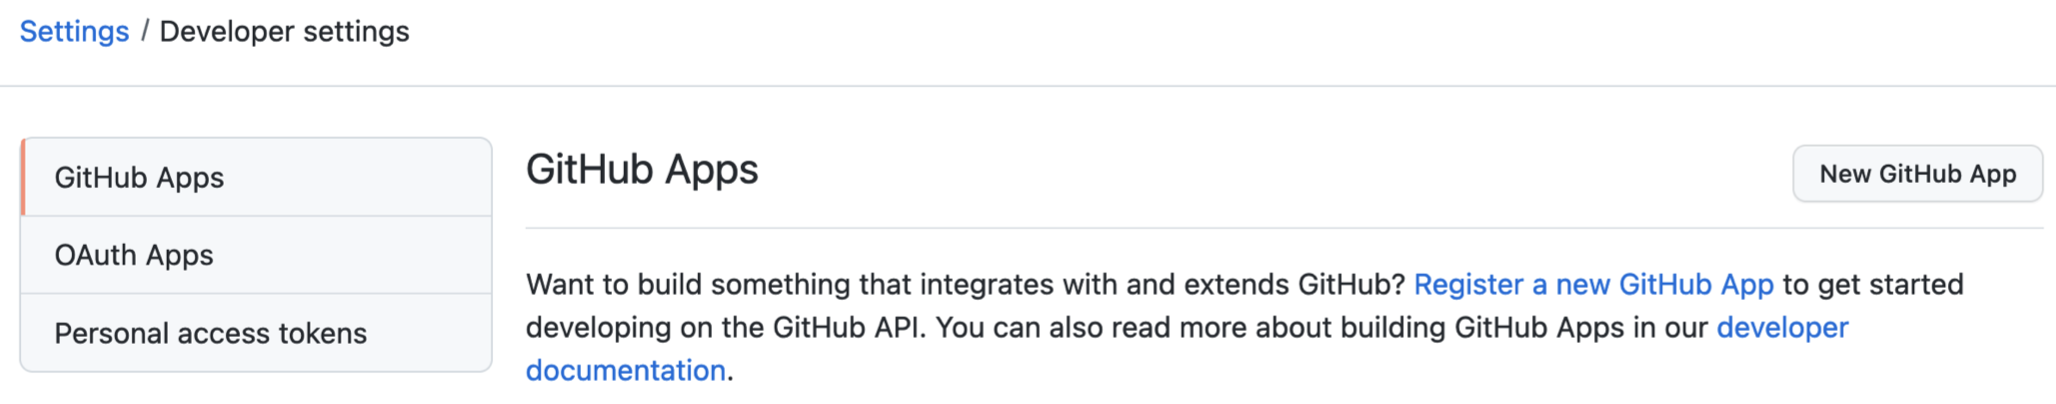 Settings / Developer settings
GitHub Apps
OAuth Apps
Personal access tokens
GitHub Apps
New GitHub App
Want to build something that integrates with and extends GitHub? Register a new GitHub App to get started
developing on the GitHub API. You can also read more about building GitHub Apps in our developer
documentation.